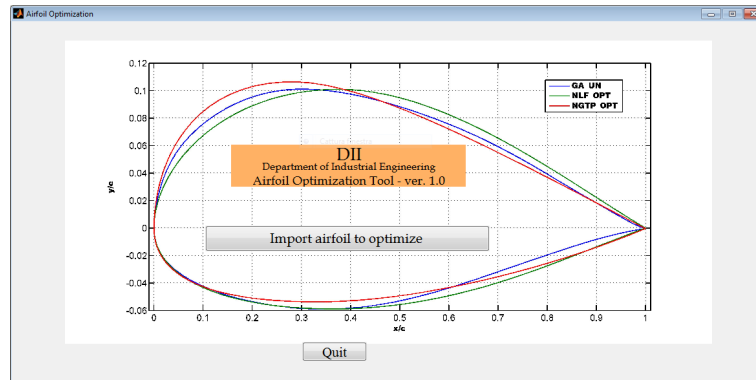 Airfoil Optimization
0.12
0.1
0.08
0.06
0.04
0.02
0
-0.02
-0.04
-0.06
y/c
GA UN
NLF OPT
NGTP OPT
DII
Department of Industrial Engineering
Airfoil Optimization Tool - ver. 1.0
Import airfoil to optimize
0 0.1 0.2 0.3 0.4 0.5 0.6 0.7 0.8 0.9 1
x/c
Quit